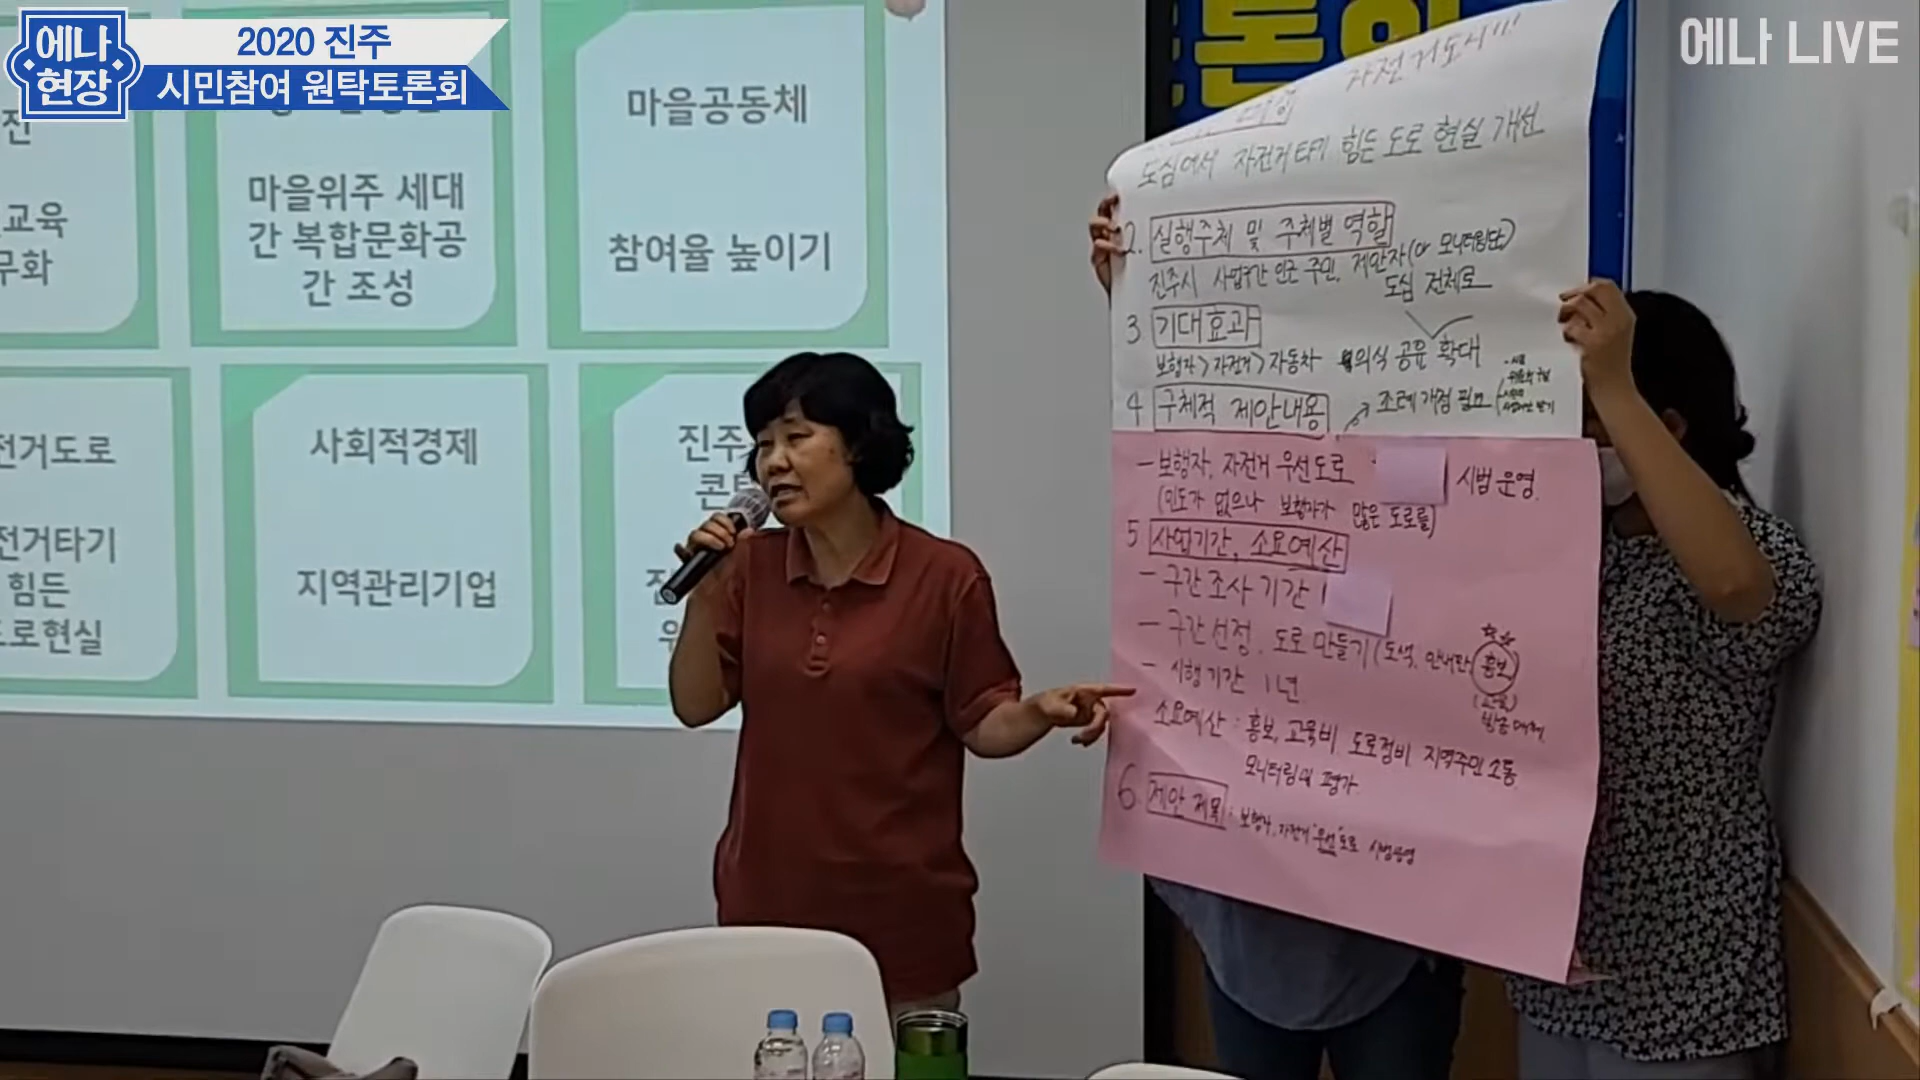 에나
현장
2020 진주
시민참여 원탁토론회
에나 LIVE
교육
마을위주 세대
간 복합문화공
간 조성
마을공동체
참여율 높이기
전거도로
전거타기
힘든
로현실
사회적경제
지역관리기업
진주
자전거도시
도심에서 자전거타기 힘든 도로 현실 개선
2. 실행주체 및 주체별 역할
진주시 사업구간 인근 주민, 제안자(or 모니터링단)
도심 전체로
3 기대효과
보행자 > 자전거 > 자동차 의식 공유 확대
4 구체적 제안내용
조례 개정 필요
- 보행자, 자전거 우선도로 시범 운영.
(인도가 없으나 보행자가 많은 도로를)
5 사업기간, 소요예산
- 구간 조사 기간 1
- 구간 선정, 도로 만들기 (도색, 안내판, 홍보
- 시행기간 1년
소요예산 : 홍보, 교육비 도로정비 지역주민 소통
모니터링 및 평가
6. 제안 제목 : 보행자, 자전거 "우선"도로 시범운영